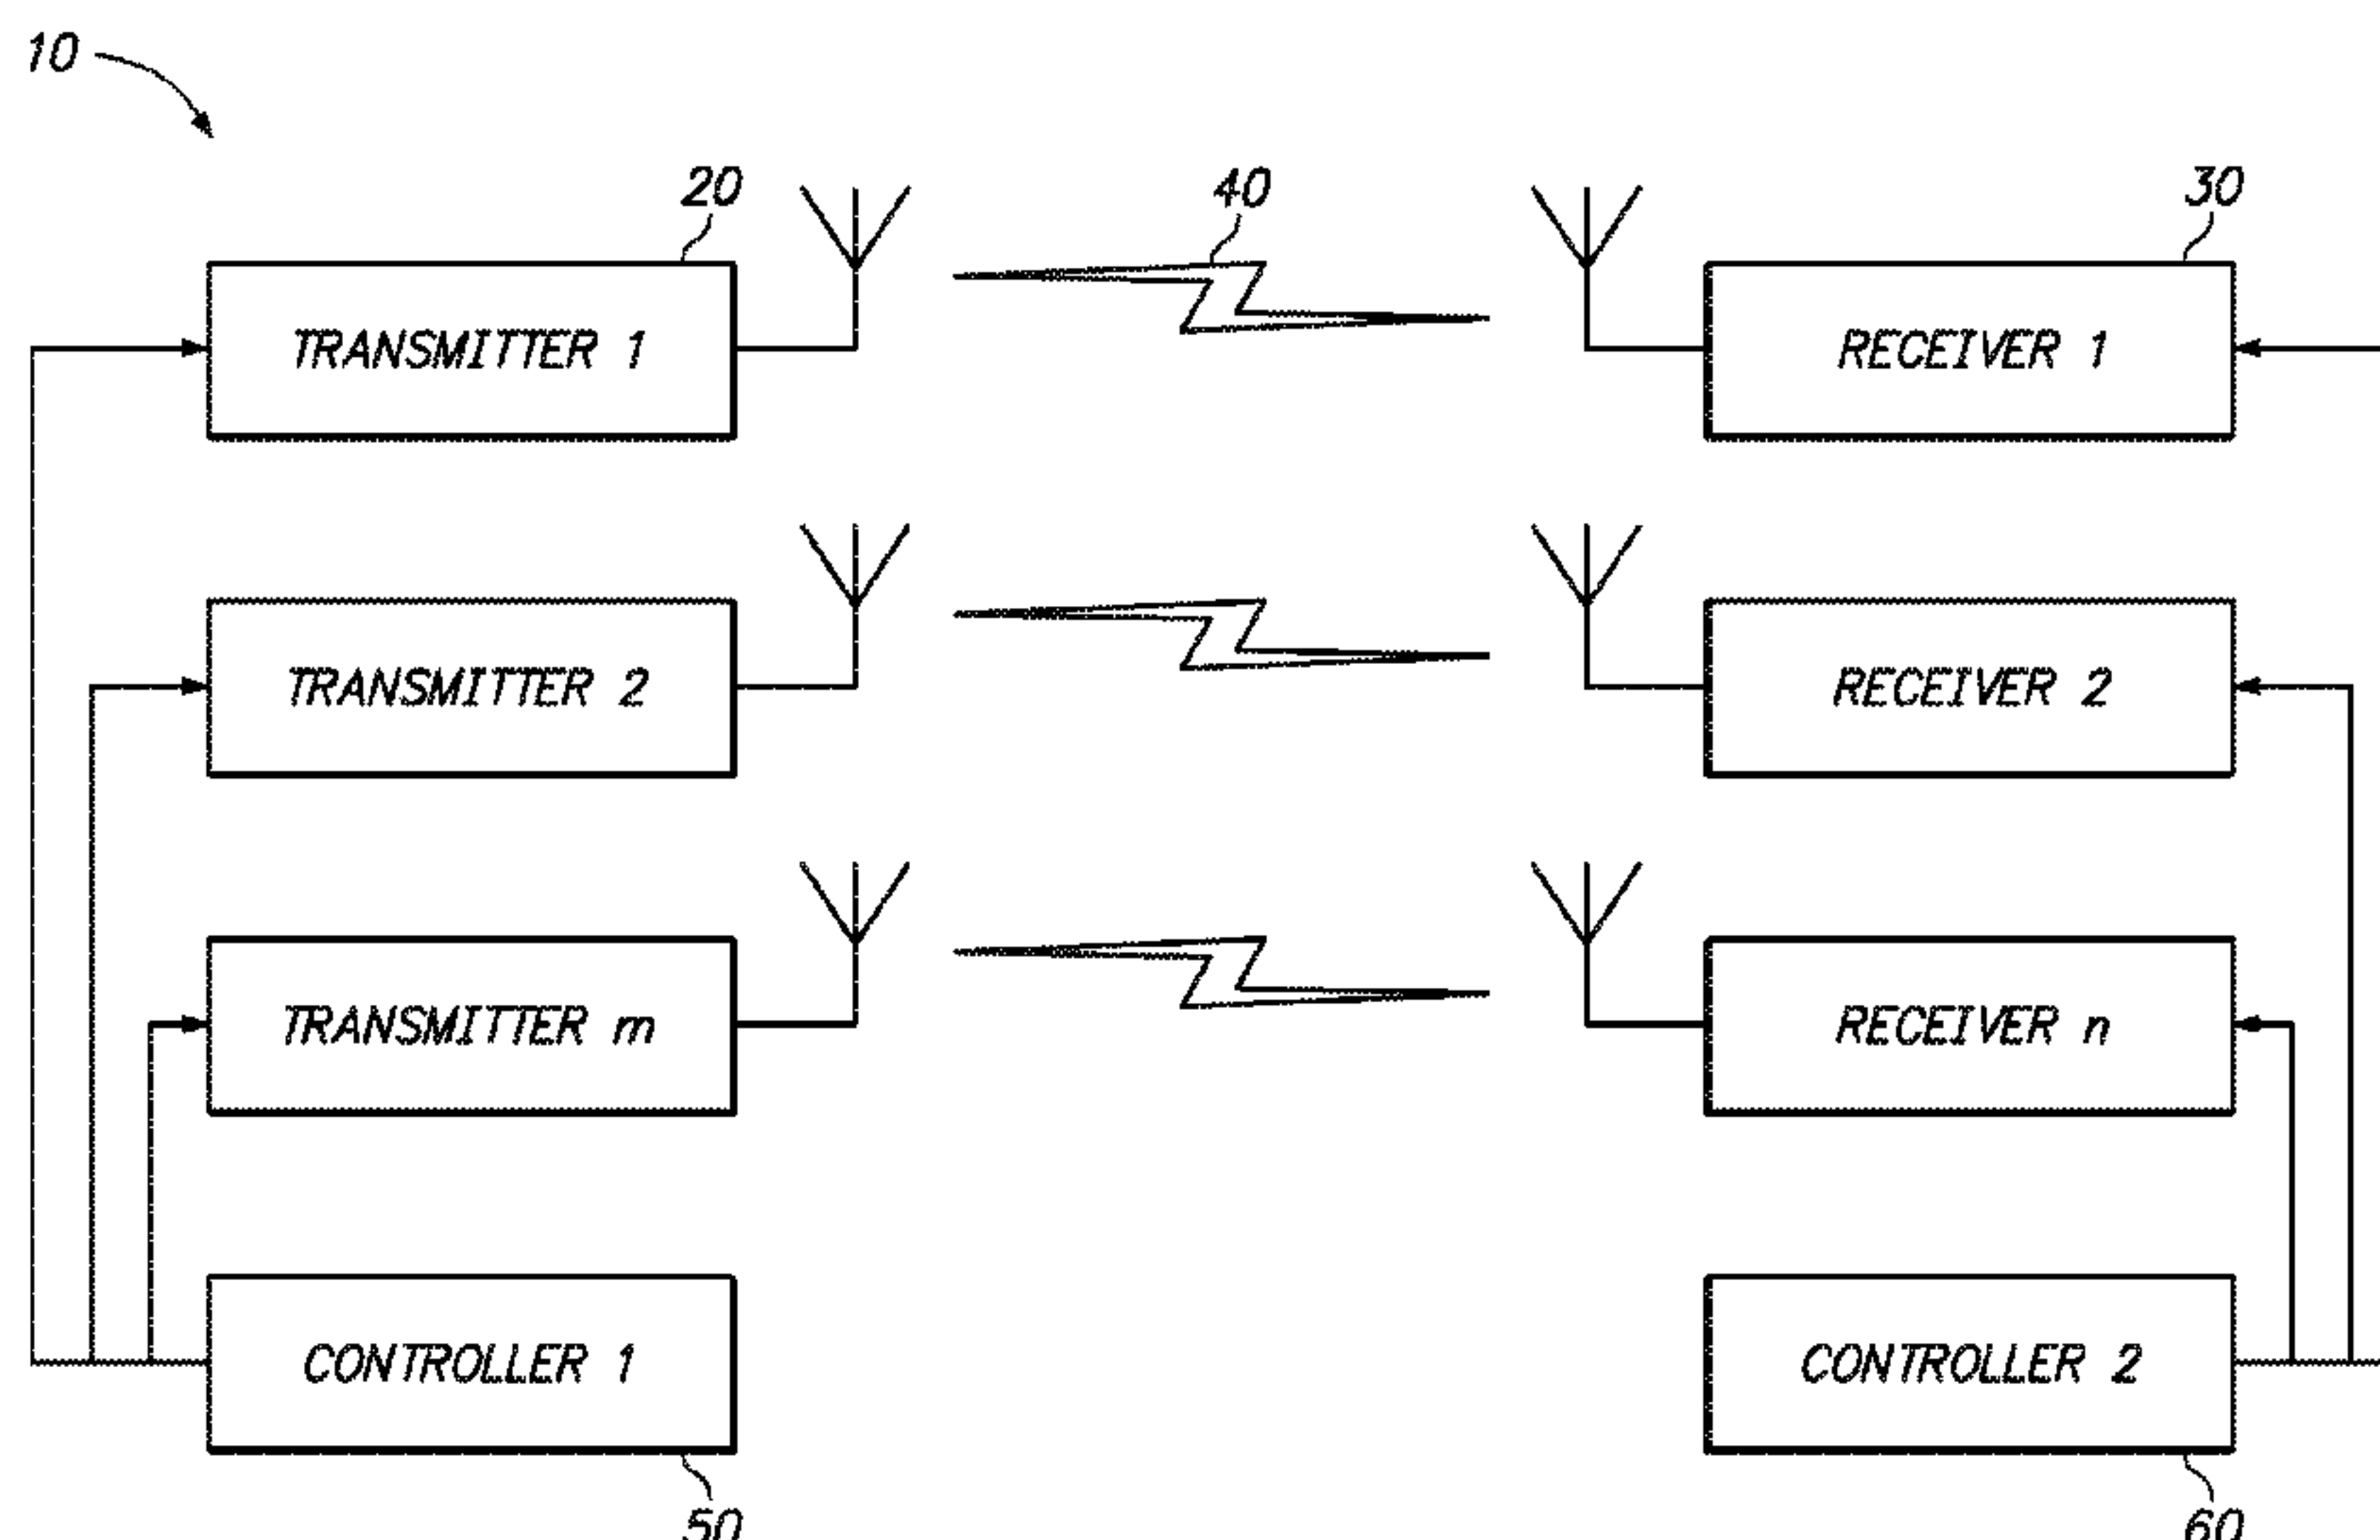 10
20
40
30
TRANSMITTER 1
RECEIVER 1
TRANSMITTER 2
RECEIVER 2
TRANSMITTER m
RECEIVER n
CONTROLLER 1
CONTROLLER 2
50
60